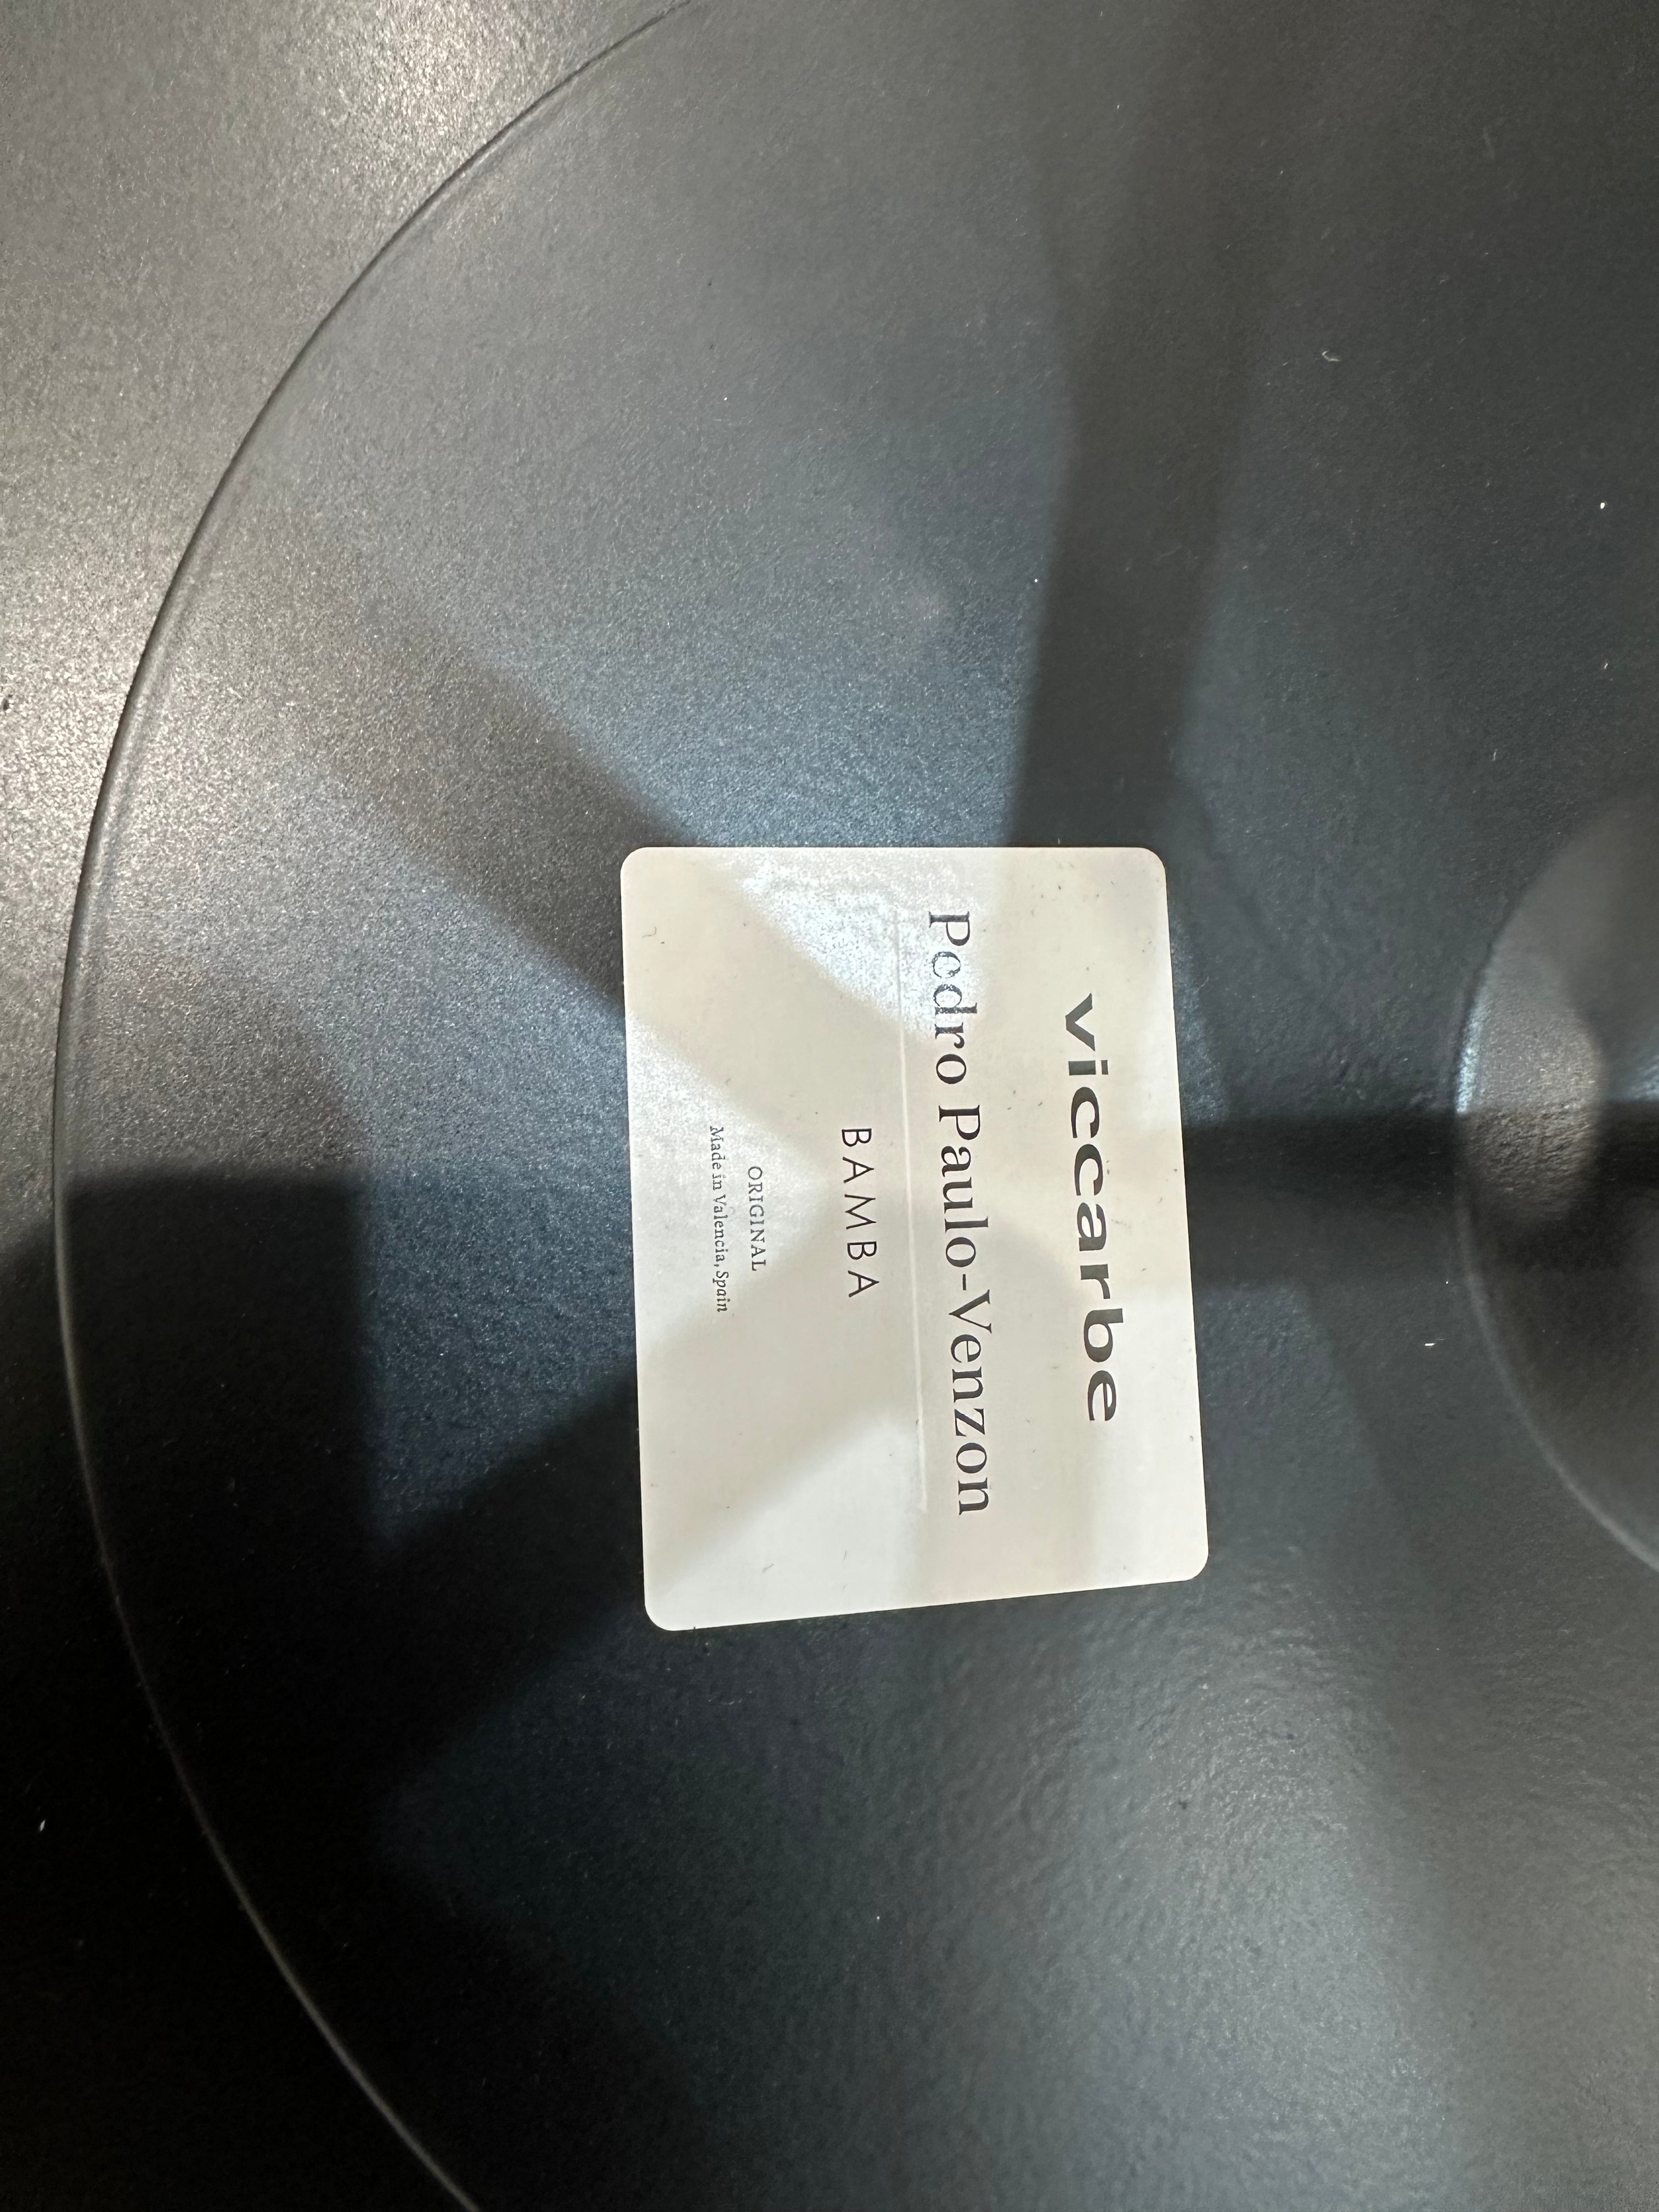 viccarbe
Pedro Paulo-Venzon
BAMBA
ORIGINAL
Made in Valencia, Spain